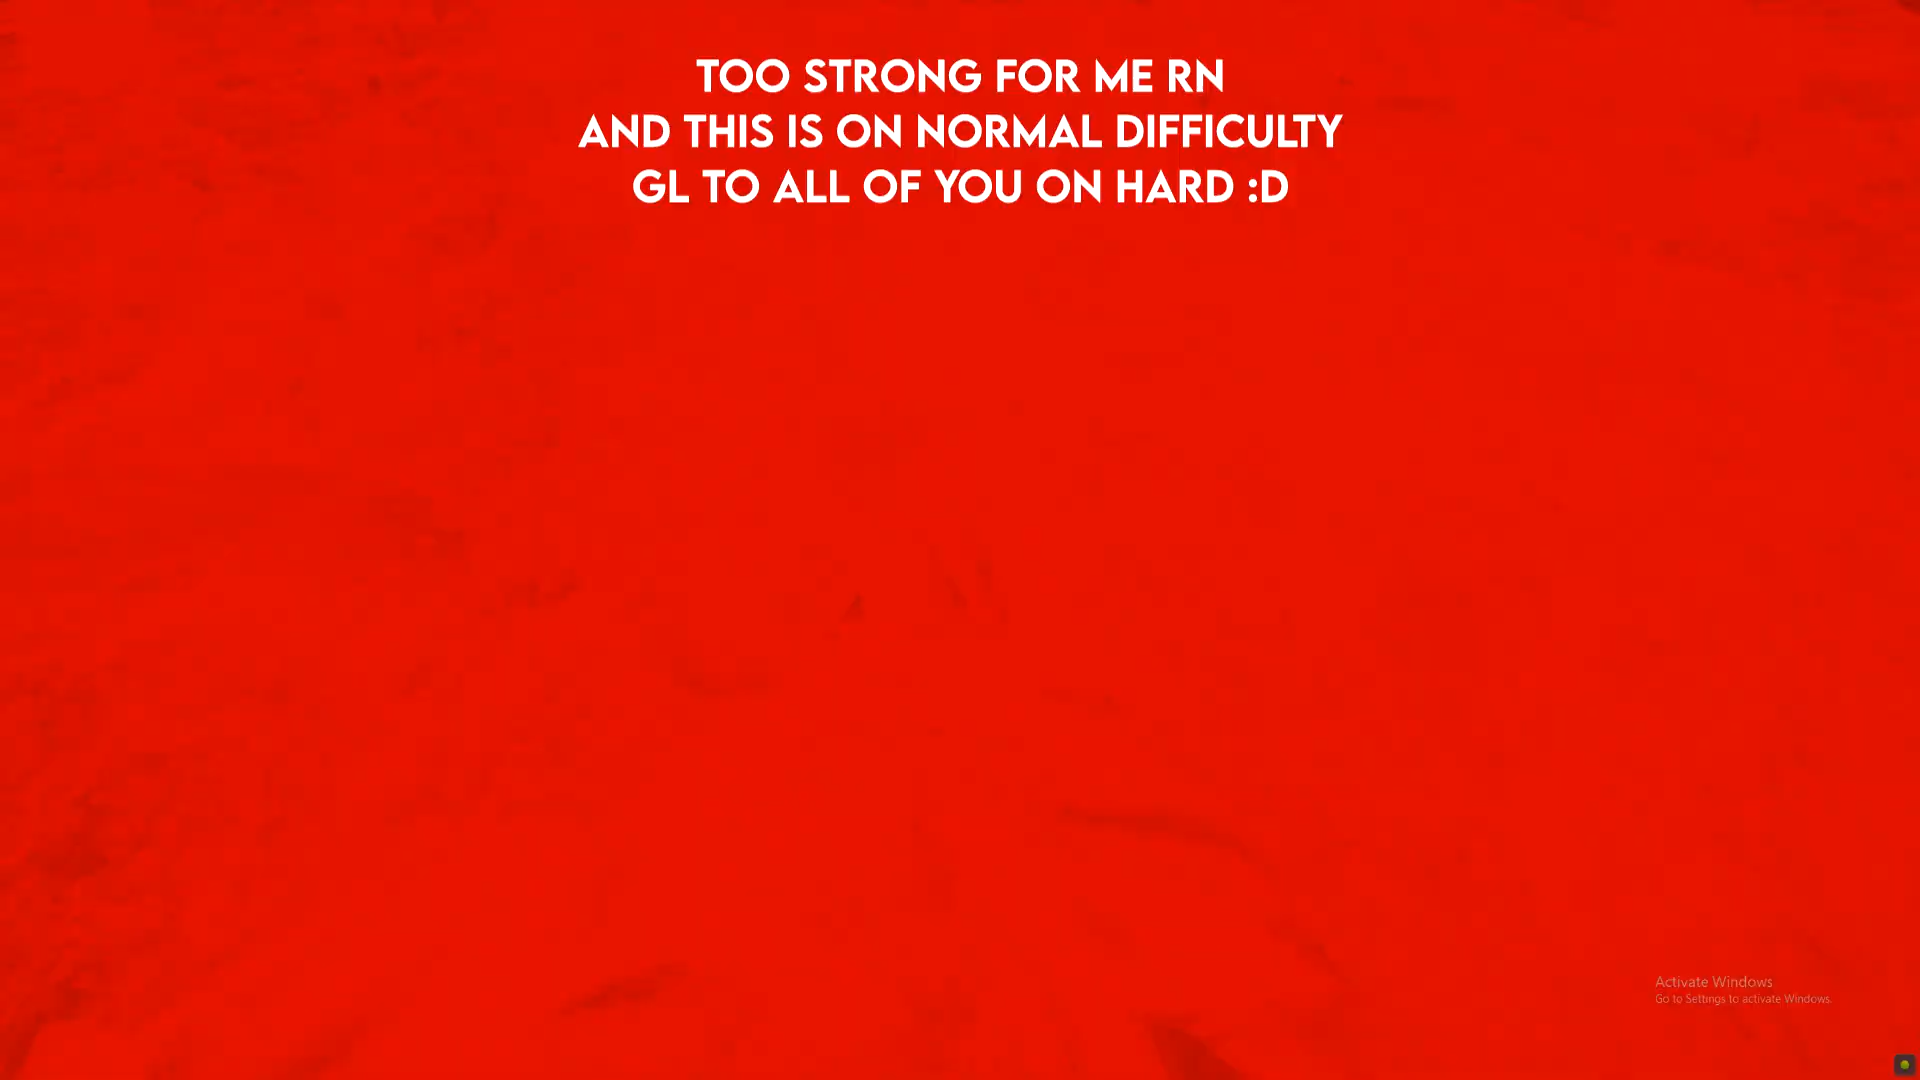 TOO STRONG FOR ME RN
AND THIS IS ON NORMAL DIFFICULTY
GL TO ALL OF YOU ON HARD :D
Activate Windows
Go to Settings to activate Windows.